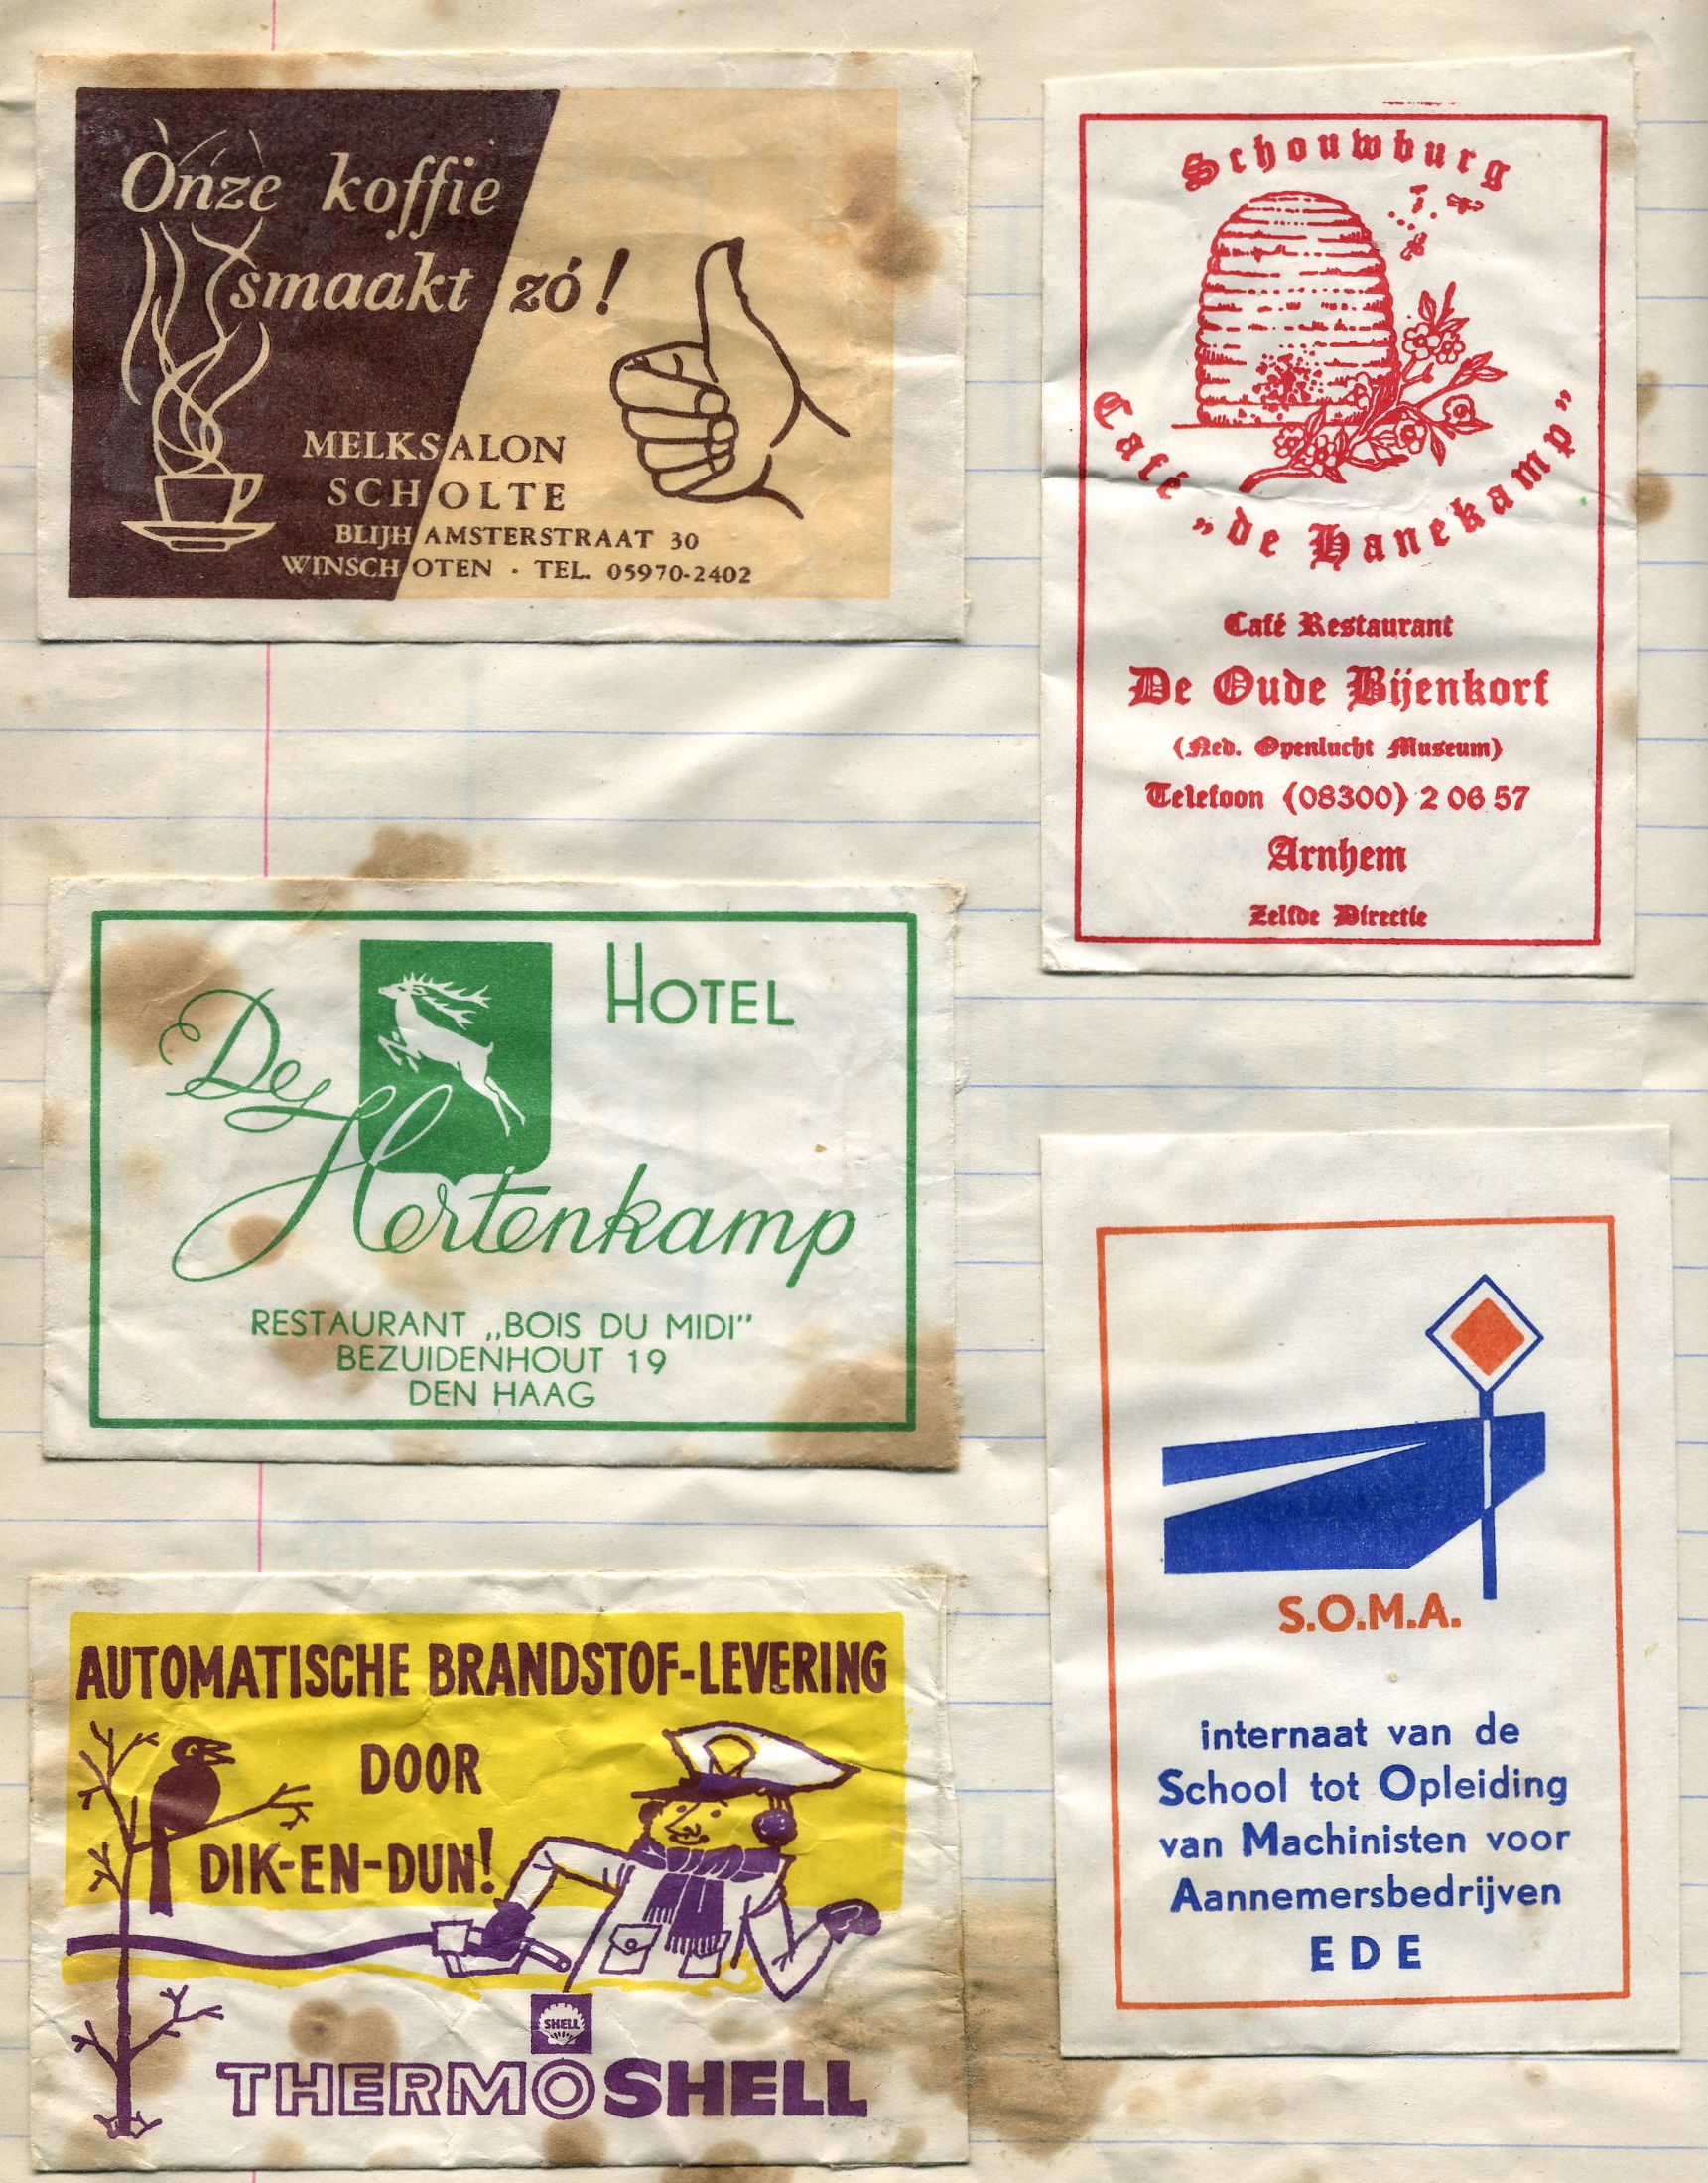 Onze koffie
smaakt zó!
MELKSALON
SCHOLTE
BLIJHAMSTERSTRAAT 30
WINSCHOTEN · TEL. 05970-2402
Schouwburg
Café „de Hanekamp”
Café Restaurant
De Oude Bijenkorf
(Ned. Openlucht Museum)
Telefoon (08300) 2 06 57
Arnhem
Zelfde Directie
HOTEL
De Hertenkamp
RESTAURANT „BOIS DU MIDI”
BEZUIDENHOUT 19
DEN HAAG
S.O.M.A.
internaat van de
School tot Opleiding
van Machinisten voor
Aannemersbedrijven
EDE
AUTOMATISCHE BRANDSTOF-LEVERING
DOOR
DIK-EN-DUN!
SHELL
THERMOSHELL